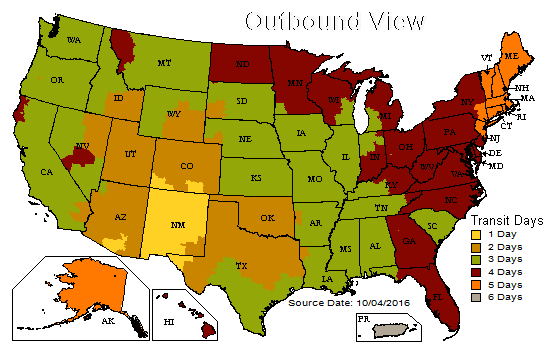 Outbound View
WA
OR
CA
NV
ID
MT
WY
UT
AZ
CO
NM
ND
SD
NE
KS
OK
TX
MN
IA
MO
AR
LA
WI
IL
MI
IN
OH
KY
TN
MS
AL
GA
FL
SC
NC
VA
WV
PA
NY
VT
ME
NH
MA
RI
CT
NJ
DE
MD
AK
HI
PR
Transit Days
1 Day
2 Days
3 Days
4 Days
5 Days
6 Days
Source Date: 10/04/2016